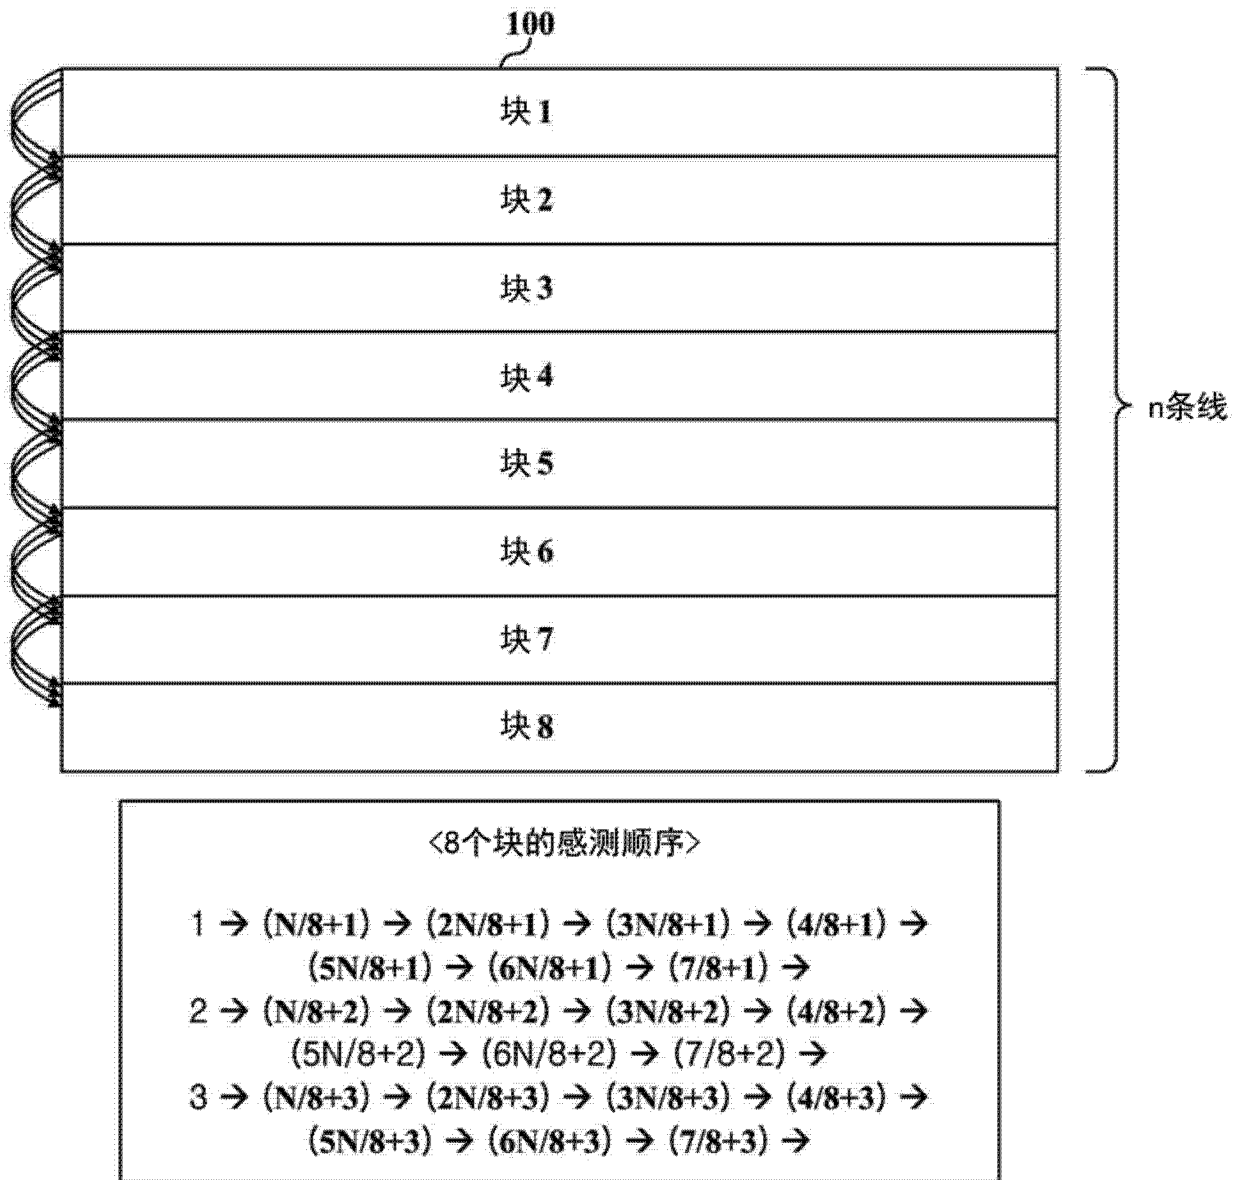 100
块 1
块 2
块 3
块 4
块 5
块 6
块 7
块 8
n条线
<8个块的感测顺序>
1 → (N/8+1) → (2N/8+1) → (3N/8+1) → (4/8+1) →
(5N/8+1) → (6N/8+1) → (7/8+1) →
2 → (N/8+2) → (2N/8+2) → (3N/8+2) → (4/8+2) →
(5N/8+2) → (6N/8+2) → (7/8+2) →
3 → (N/8+3) → (2N/8+3) → (3N/8+3) → (4/8+3) →
(5N/8+3) → (6N/8+3) → (7/8+3) →